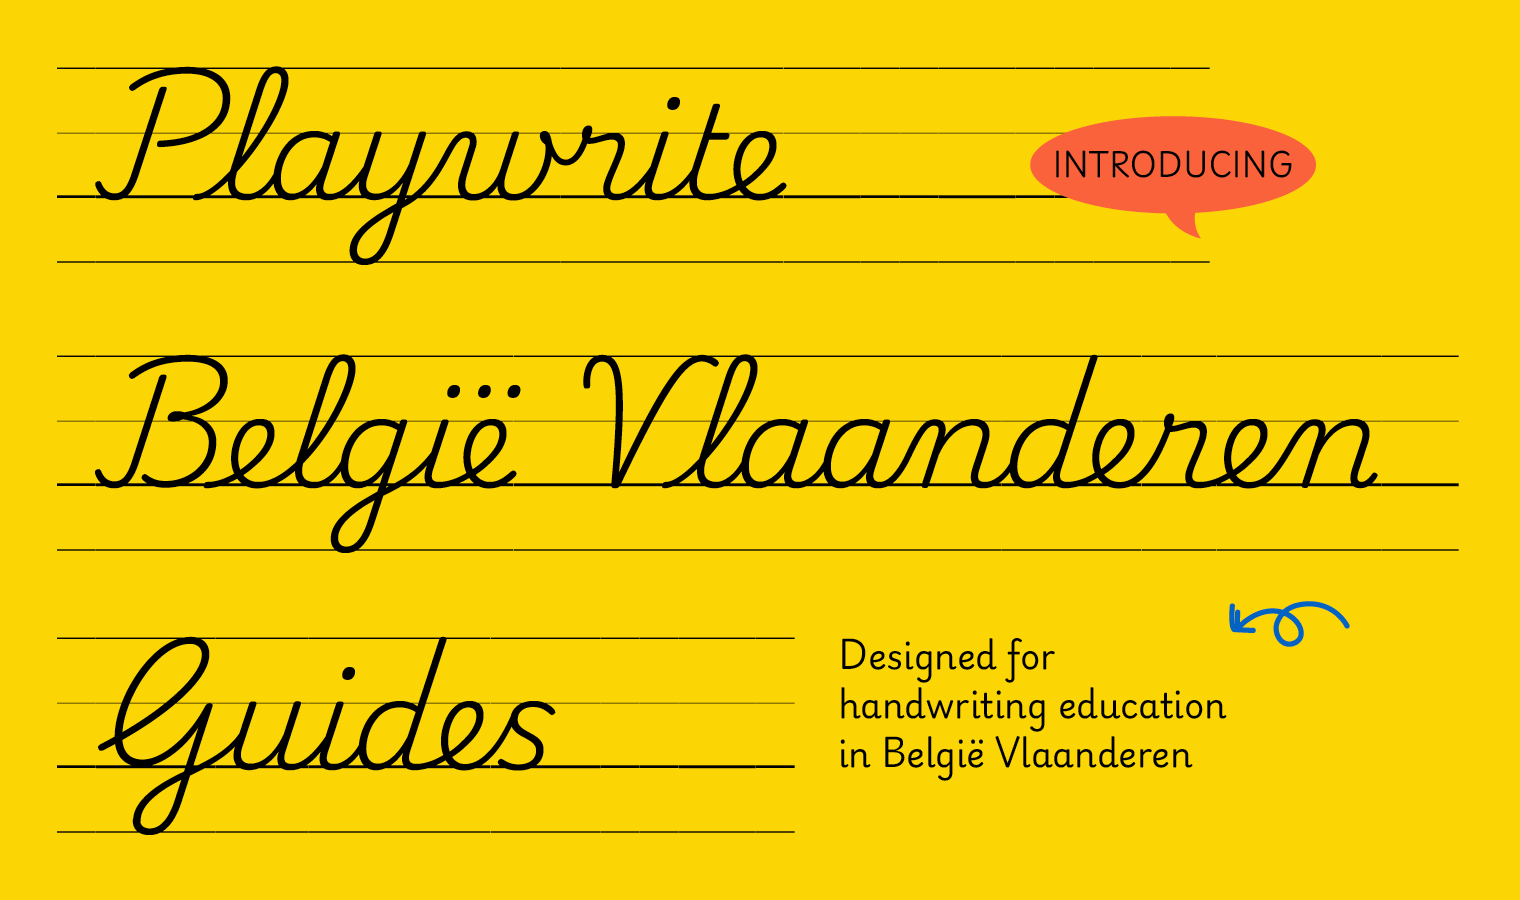 Playwrite
INTRODUCING
België Vlaanderen
Guides
Designed for
handwriting education
in België Vlaanderen